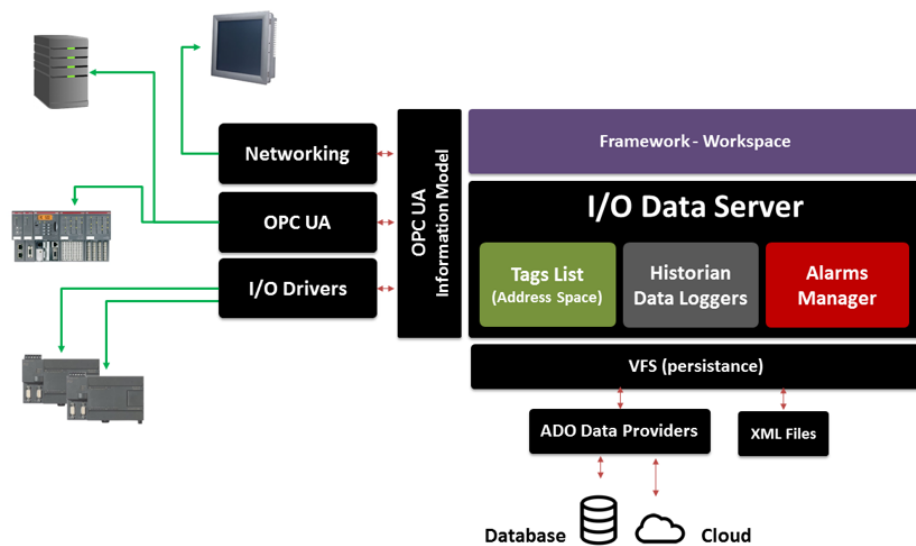 Networking
OPC UA
I/O Drivers
OPC UA
Information Model
Framework - Workspace
I/O Data Server
Tags List
(Address Space)
Historian
Data Loggers
Alarms
Manager
VFS (persistance)
ADO Data Providers
XML Files
Database
Cloud